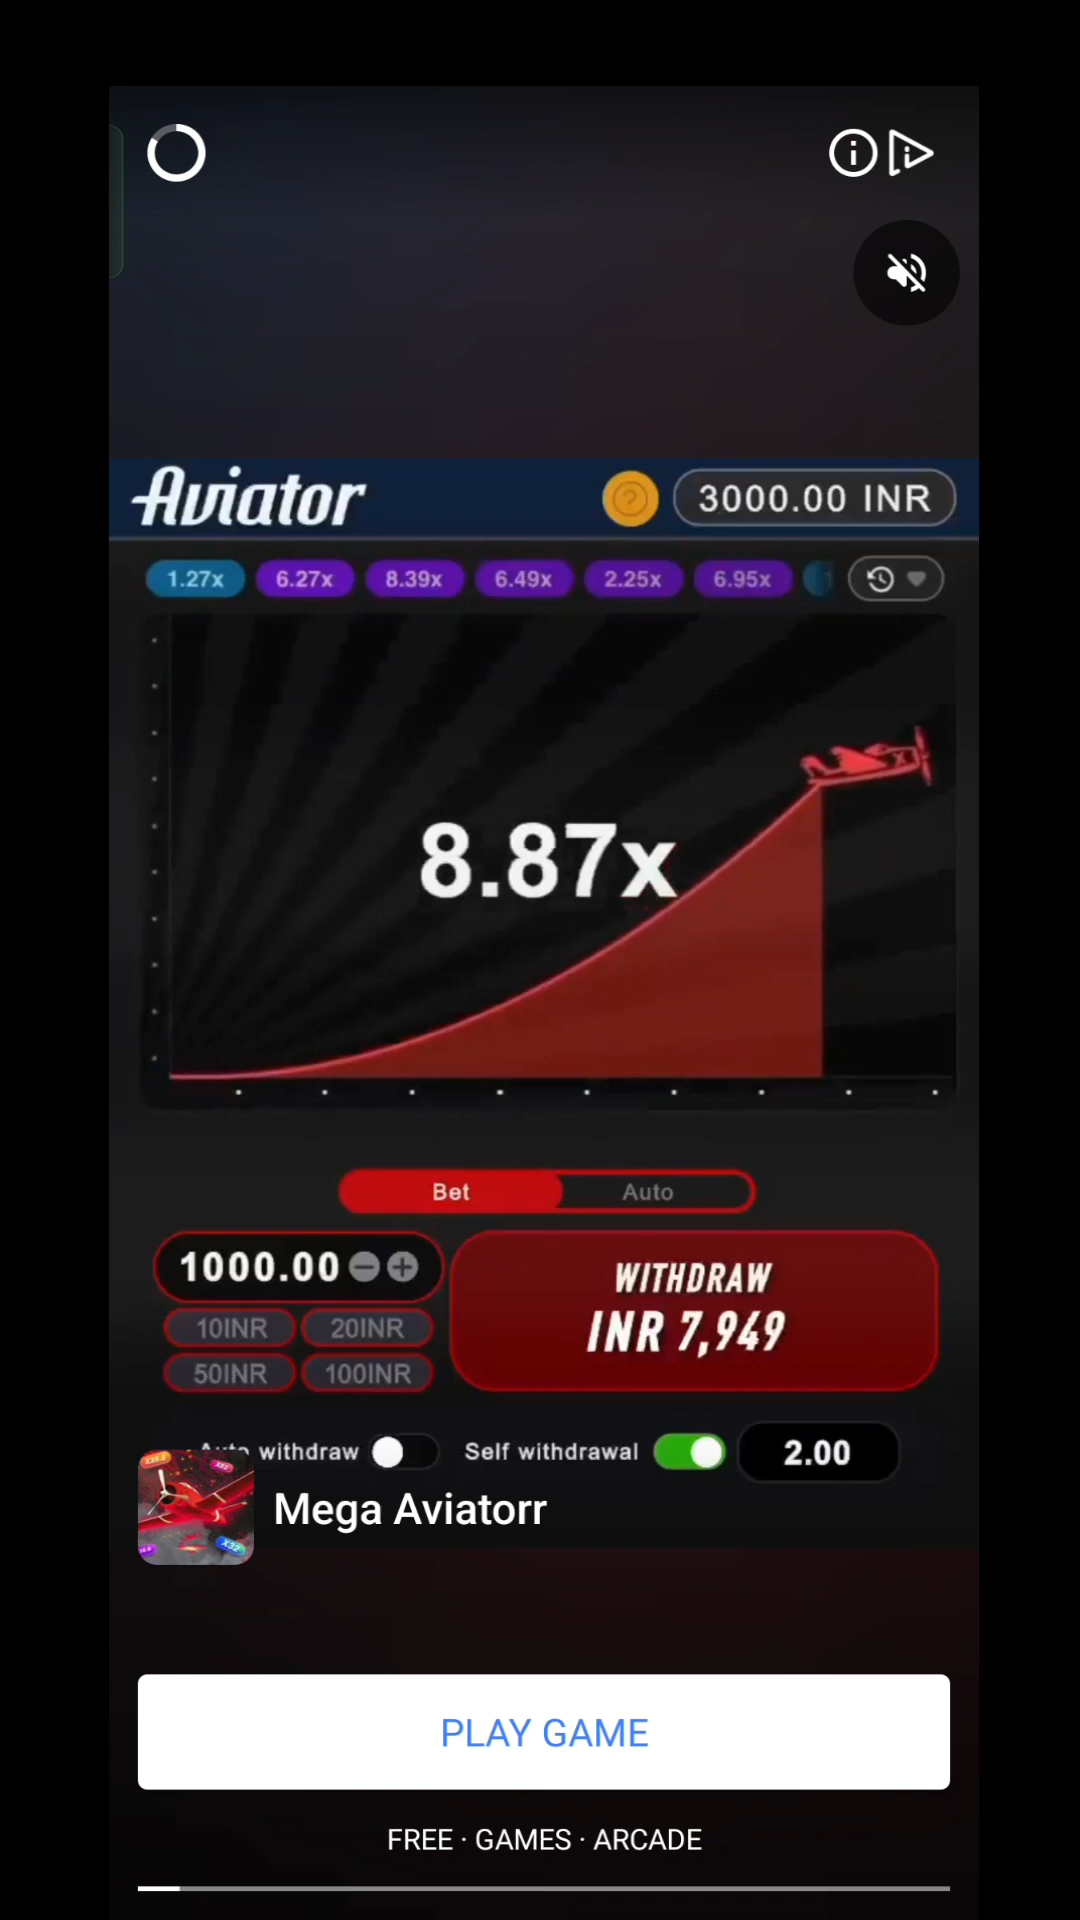 Aviator
3000.00 INR
1.27x 6.27x 8.39x 6.49x 2.25x 6.95x
8.87x
Bet Auto
1000.00
WITHDRAW
INR 7,949
10INR 20INR
50INR 100INR
withdraw Self withdrawal 2.00
Mega Aviatorr
PLAY GAME
FREE · GAMES · ARCADE